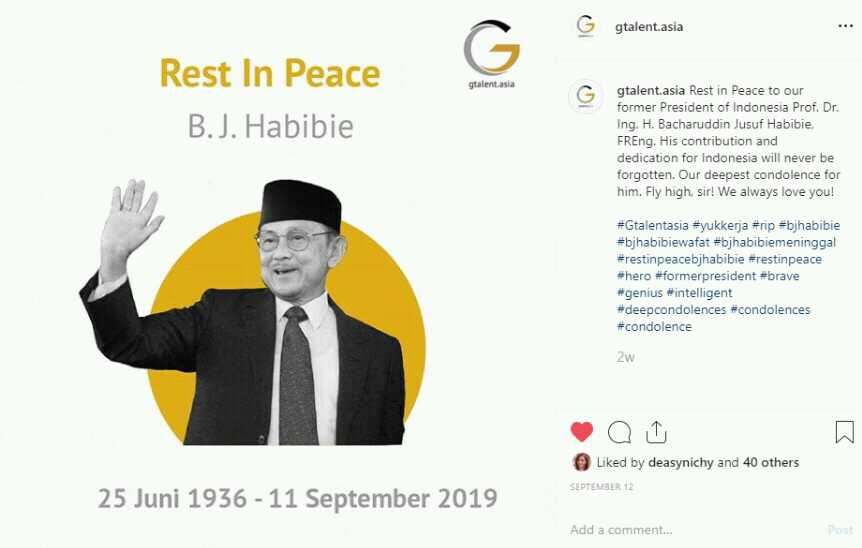 Rest In Peace
B. J. Habibie
gtalent.asia
25 Juni 1936 - 11 September 2019
gtalent.asia
gtalent.asia Rest in Peace to our
former President of Indonesia Prof. Dr.
Ing. H. Bacharuddin Jusuf Habibie,
FREng. His contribution and
dedication for Indonesia will never be
forgotten. Our deepest condolence for
him. Fly high, sir! We always love you!
#Gtalentasia #yukkerja #rip #bjhabibie
#bjhabibiewafat #bjhabibiemeninggal
#restinpeacebjhabibie #restinpeace
#hero #formerpresident #brave
#genius #intelligent
#deepcondolences #condolences
#condolence
2w
Liked by deasynichy and 40 others
SEPTEMBER 12
Add a comment...
Post